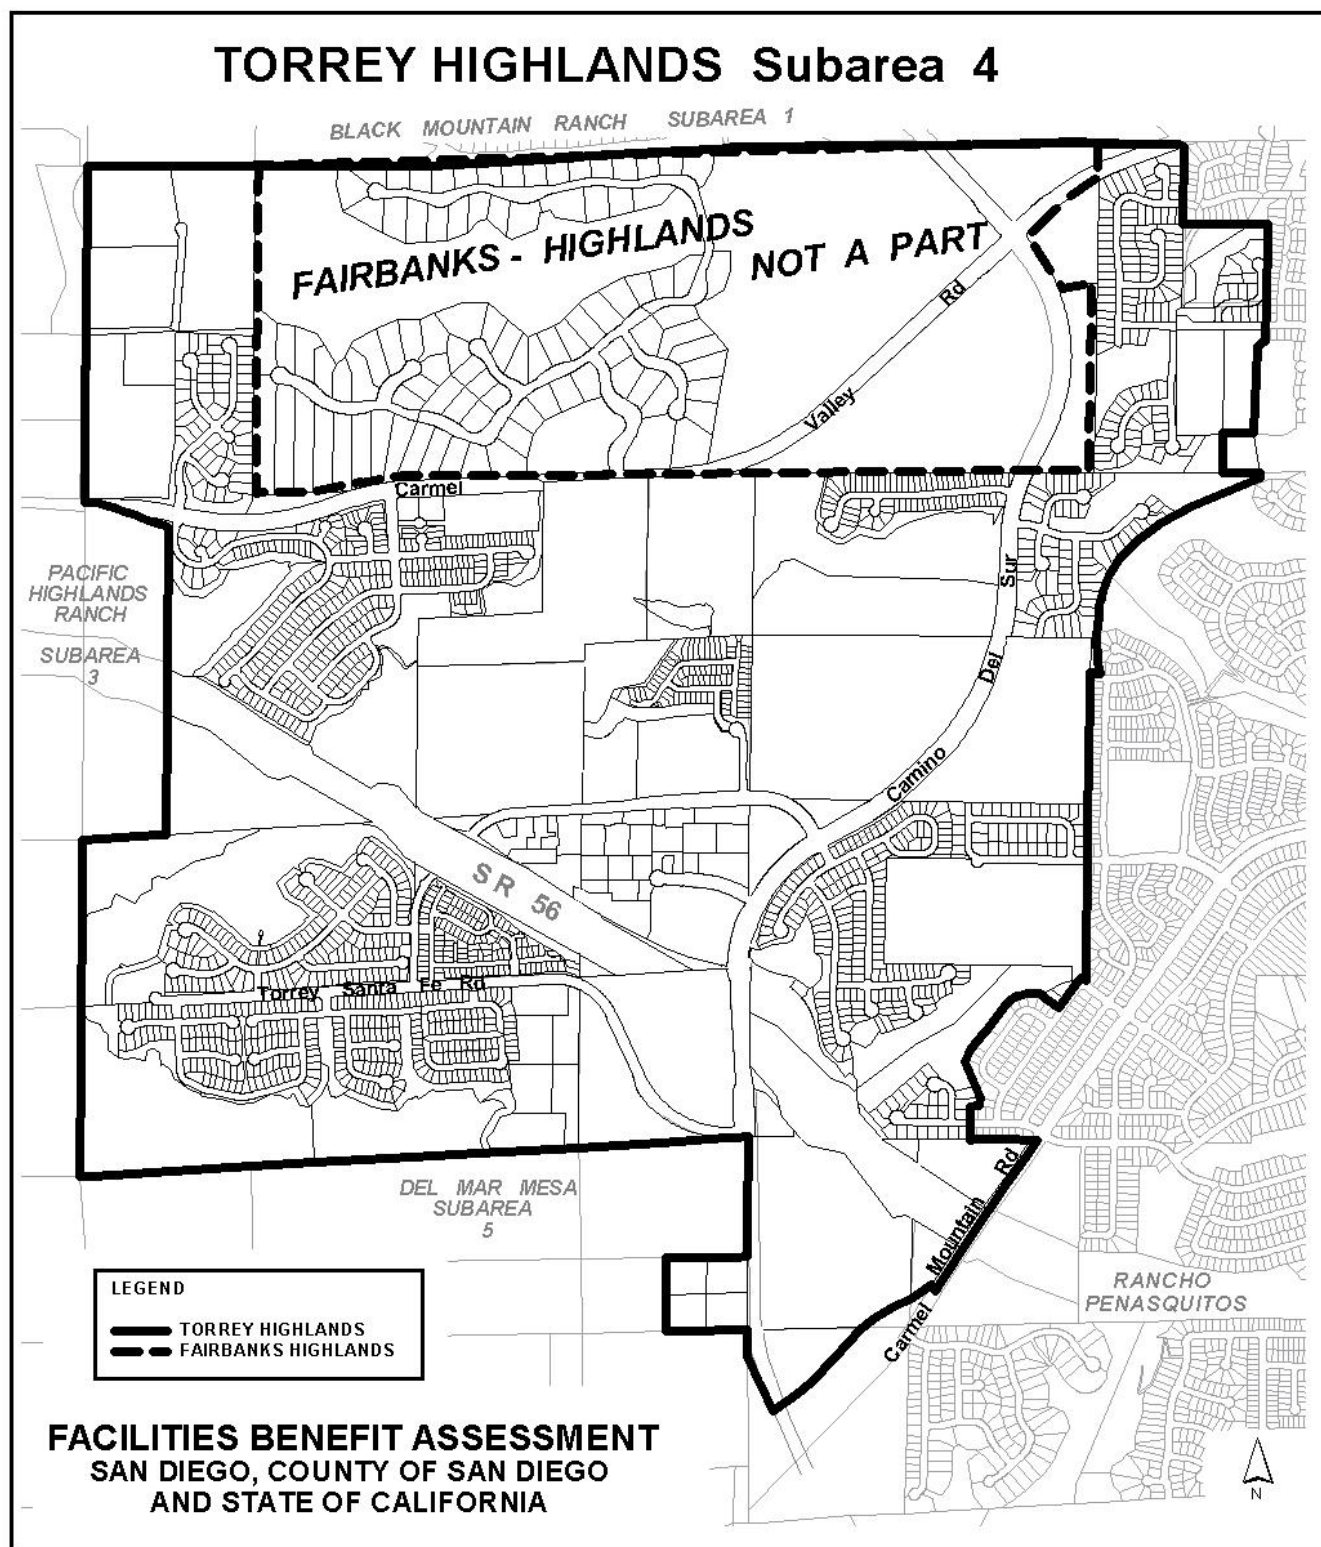 TORREY HIGHLANDS Subarea 4
BLACK MOUNTAIN RANCH SUBAREA 1
FAIRBANKS - HIGHLANDS
NOT A PART
Valley Rd
Carmel
PACIFIC
HIGHLANDS
RANCH
SUBAREA
3
Camino Del Sur
SR 56
Torrey Santa Fe Rd
DEL MAR MESA
SUBAREA
5
Carmel Mountain Rd
RANCHO
PENASQUITOS
LEGEND
TORREY HIGHLANDS
FAIRBANKS HIGHLANDS
FACILITIES BENEFIT ASSESSMENT
SAN DIEGO, COUNTY OF SAN DIEGO
AND STATE OF CALIFORNIA
N